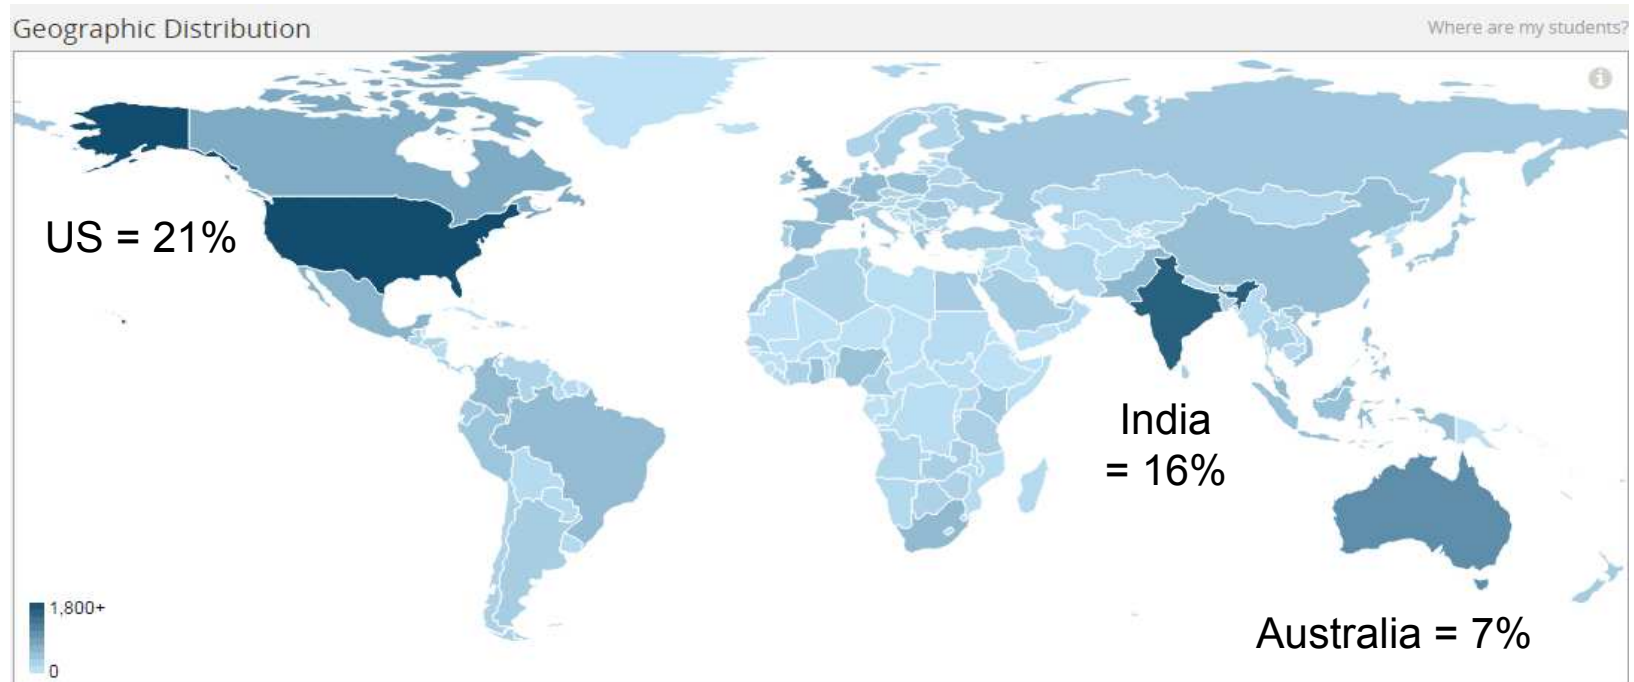 Geographic Distribution
Where are my students?
US = 21%
India
= 16%
Australia = 7%
1,800+
0